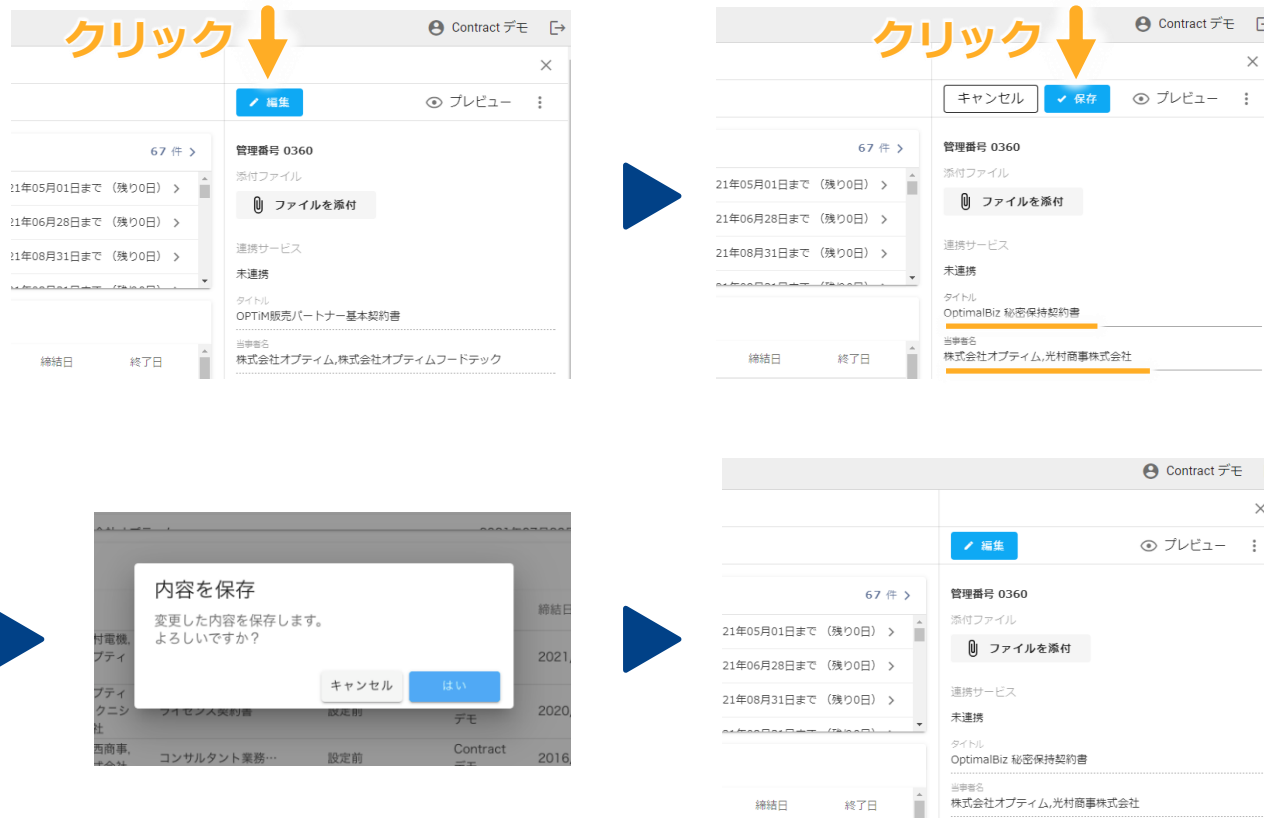 クリック
Contract デモ
編集
プレビュー
67 件
管理番号 0360
添付ファイル
21年05月01日まで （残り0日）
ファイルを添付
21年06月28日まで （残り0日）
連携サービス
21年08月31日まで （残り0日）
未連携
タイトル
OPTiM販売パートナー基本契約書
当事者名
締結日 終了日
株式会社オプティム,株式会社オプティムフードテック
クリック
Contract デモ
キャンセル
保存
プレビュー
67 件
管理番号 0360
添付ファイル
21年05月01日まで （残り0日）
ファイルを添付
21年06月28日まで （残り0日）
連携サービス
21年08月31日まで （残り0日）
未連携
タイトル
OptimalBiz 秘密保持契約書
当事者名
締結日 終了日
株式会社オプティム,光村商事株式会社
内容を保存
変更した内容を保存します。
よろしいですか？
キャンセル
はい
締結日
村電機,
プティ
2021,
プティ
クニシ
社
ライセンス契約書 設定前
デモ
2020,
西商事,
コンサルタント業務… 設定前
Contract
2016,
Contract デモ
編集
プレビュー
67 件
管理番号 0360
添付ファイル
21年05月01日まで （残り0日）
ファイルを添付
21年06月28日まで （残り0日）
連携サービス
21年08月31日まで （残り0日）
未連携
タイトル
OptimalBiz 秘密保持契約書
当事者名
締結日 終了日
株式会社オプティム,光村商事株式会社